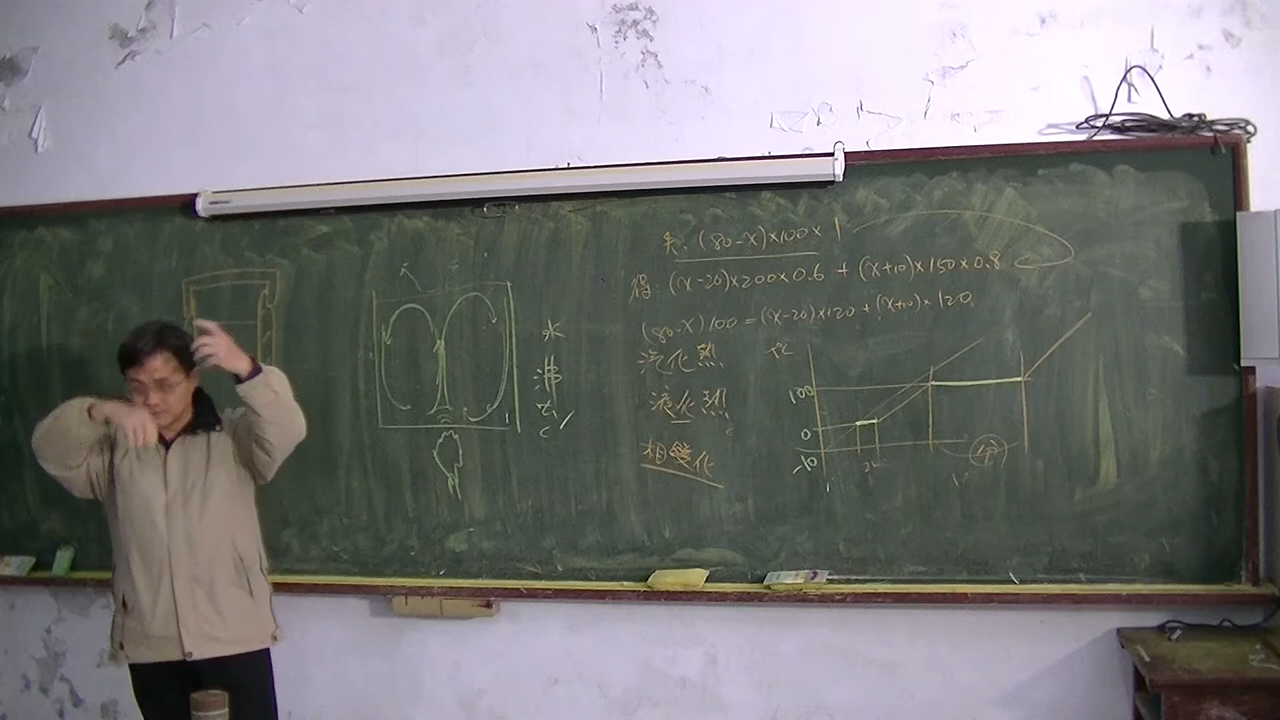 失: (80-x)×100×1
得: (x-20)×200×0.6 + (x+10)×150×0.8
(80-x)100 = (x-20)×120 + (x+10)×120
汽化熱
液化熱
相變化
水
沸
T℃
100
0
-10